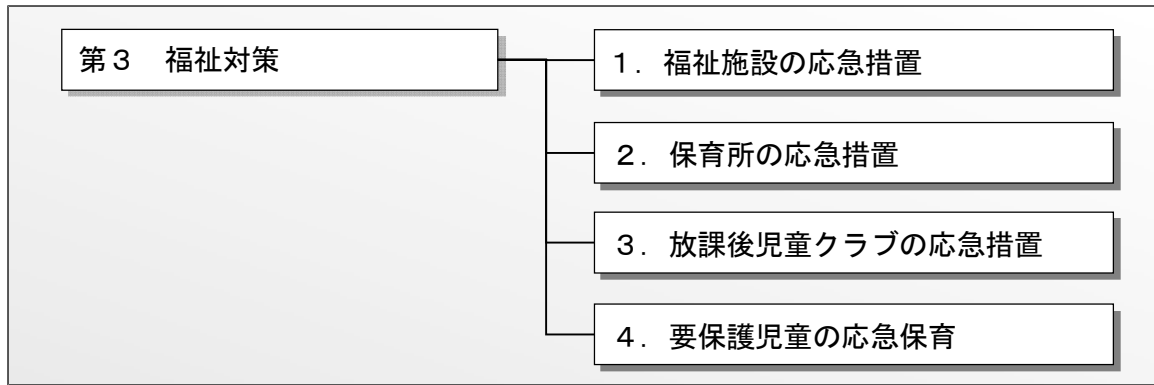 第３　福祉対策
１．福祉施設の応急措置
２．保育所の応急措置
３．放課後児童クラブの応急措置
４．要保護児童の応急保育